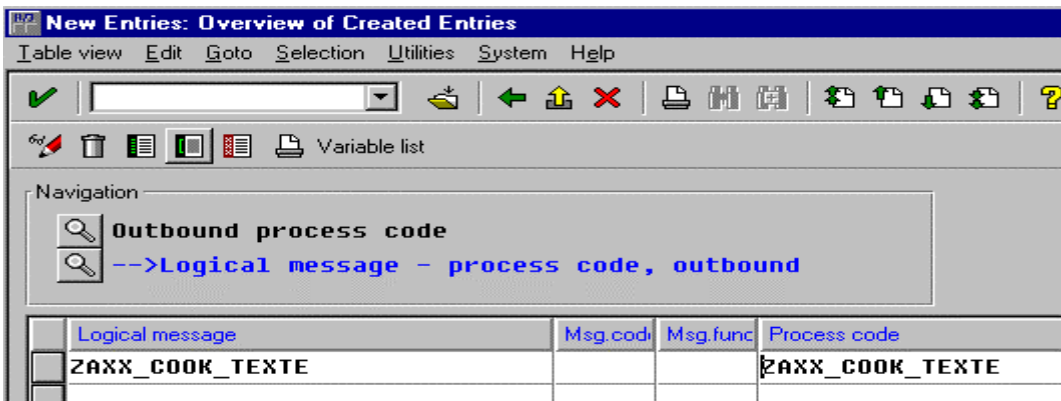 New Entries: Overview of Created Entries
Table view Edit Goto Selection Utilities System Help
Variable list
Navigation
Outbound process code
-->Logical message - process code, outbound
Logical message Msg.code Msg.func Process code
ZAXX_COOK_TEXTE ZAXX_COOK_TEXTE